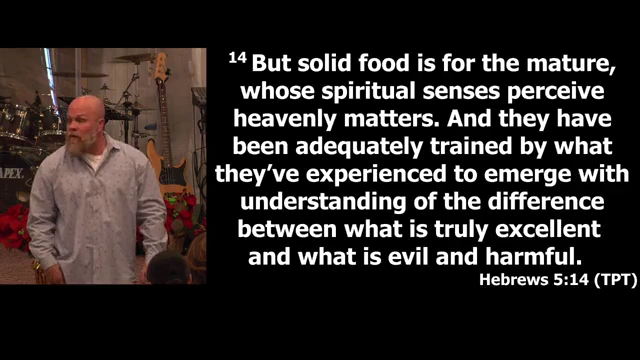 14 But solid food is for the mature,
whose spiritual senses perceive
heavenly matters. And they have
been adequately trained by what
they’ve experienced to emerge with
understanding of the difference
between what is truly excellent
and what is evil and harmful.
Hebrews 5:14 (TPT)
APEX